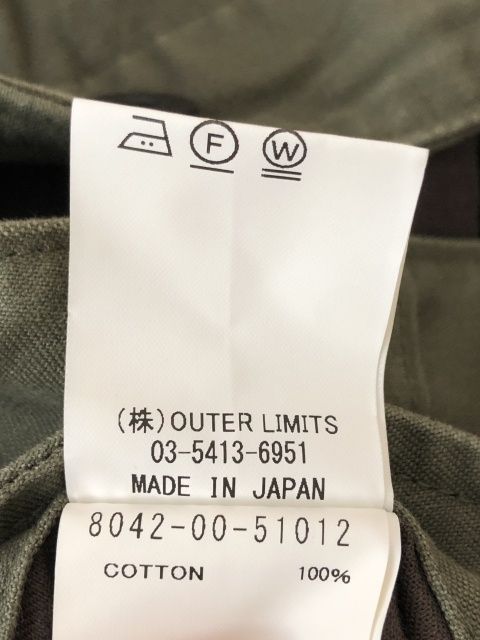 F W
(株)OUTER LIMITS
03-5413-6951
MADE IN JAPAN
8042-00-51012
COTTON 100%